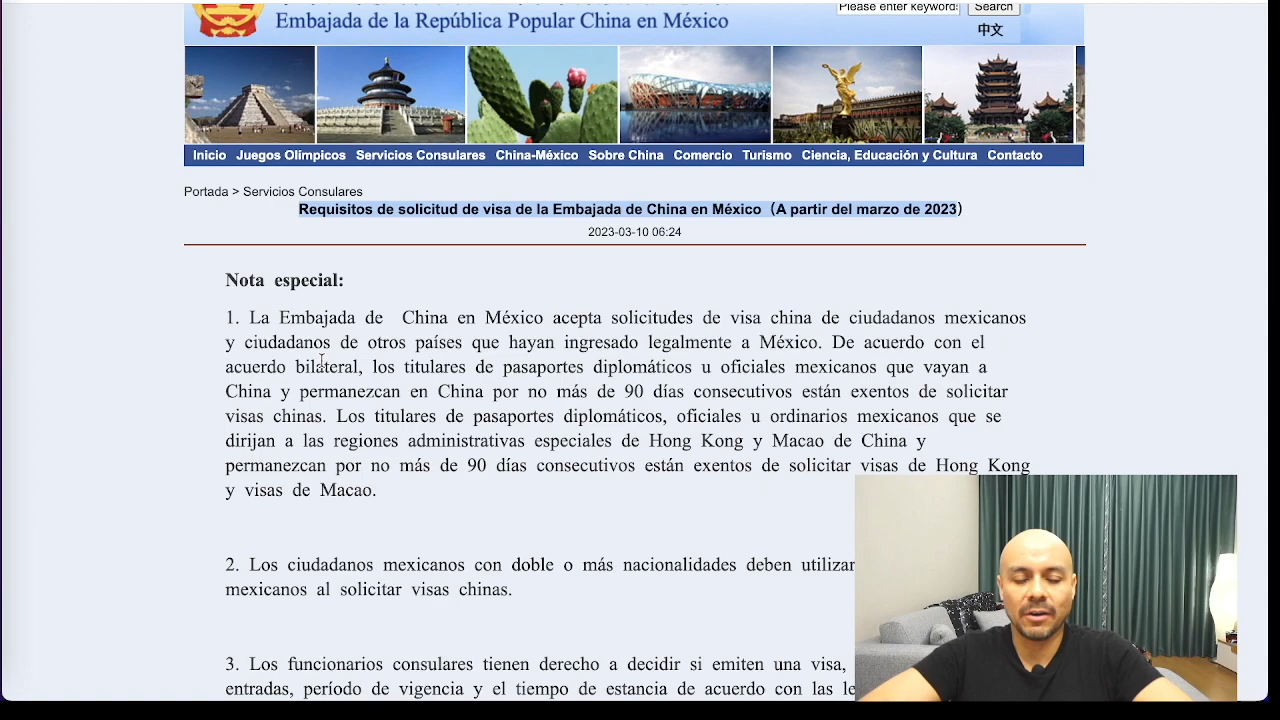 Embajada de la República Popular China en México
Please enter keywords
Search
中文
Inicio Juegos Olímpicos Servicios Consulares China-México Sobre China Comercio Turismo Ciencia, Educación y Cultura Contacto
Portada > Servicios Consulares
Requisitos de solicitud de visa de la Embajada de China en México（A partir del marzo de 2023）
2023-03-10 06:24
Nota especial:
1. La Embajada de China en México acepta solicitudes de visa china de ciudadanos mexicanos
y ciudadanos de otros países que hayan ingresado legalmente a México. De acuerdo con el
acuerdo bilateral, los titulares de pasaportes diplomáticos u oficiales mexicanos que vayan a
China y permanezcan en China por no más de 90 días consecutivos están exentos de solicitar
visas chinas. Los titulares de pasaportes diplomáticos, oficiales u ordinarios mexicanos que se
dirijan a las regiones administrativas especiales de Hong Kong y Macao de China y
permanezcan por no más de 90 días consecutivos están exentos de solicitar visas de Hong Kong
y visas de Macao.
2. Los ciudadanos mexicanos con doble o más nacionalidades deben utilizar
mexicanos al solicitar visas chinas.
3. Los funcionarios consulares tienen derecho a decidir si emiten una visa,
entradas, período de vigencia y el tiempo de estancia de acuerdo con las le